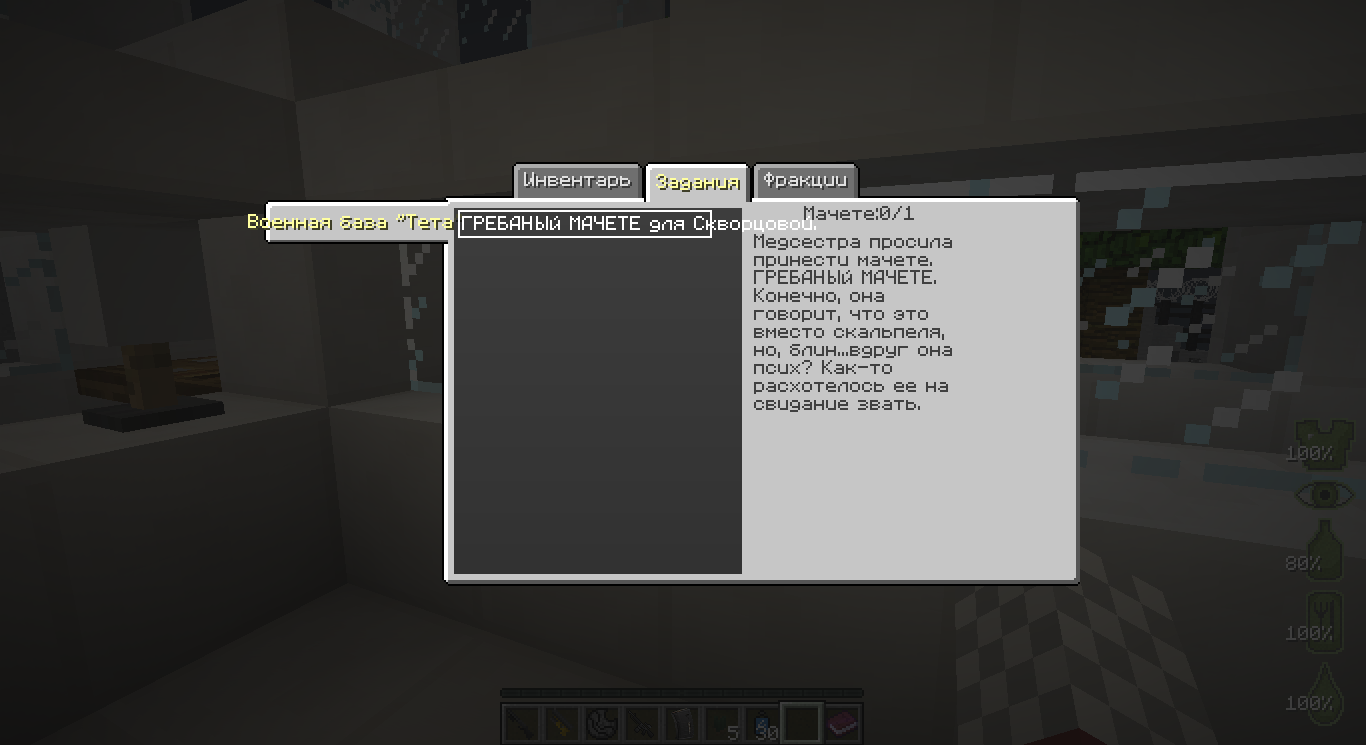 Инвентарь
Задания
Фракции
Военная база "Тета
ГРЕБАНЫЙ МАЧЕТЕ для Скворцовой.
Мачете:0/1
Медсестра просила
принести мачете.
ГРЕБАНЫЙ МАЧЕТЕ.
Конечно, она
говорит, что это
вместо скальпеля,
но, блин...вдруг она
псих? Как-то
расхотелось ее на
свидание звать.
100%
80%
100%
100%
5
30